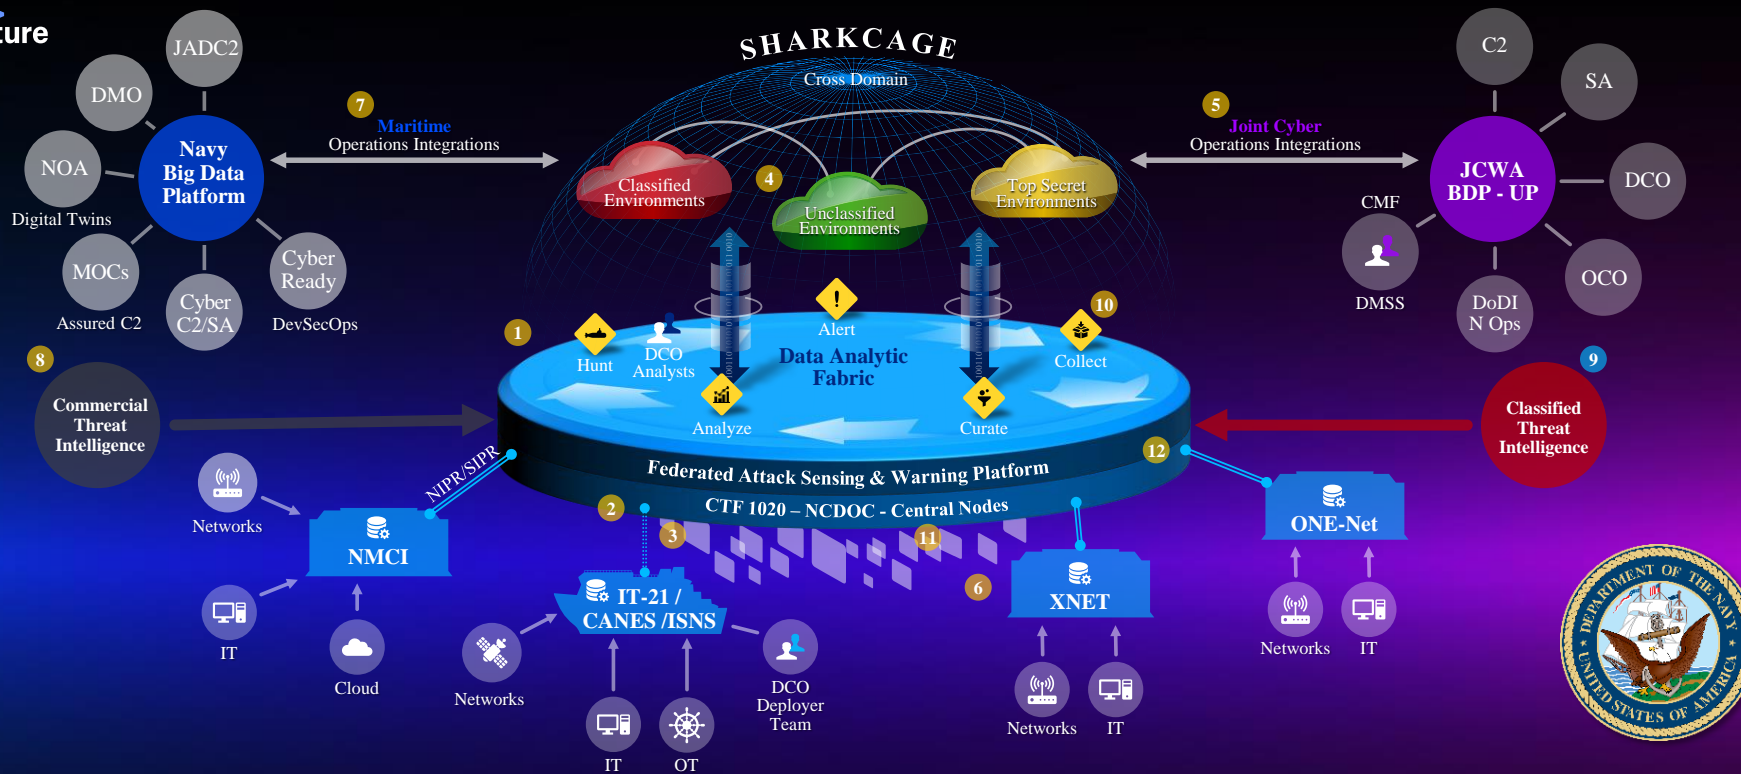 ture
SHARKCAGE
Cross Domain
JADC2
DMO
NOA
Digital Twins
Navy
Big Data
Platform
MOCs
Assured C2
Cyber
C2/SA
Cyber
Ready
DevSecOps
7
Maritime
Operations Integrations
Classified
Environments
4
Unclassified
Environments
Top Secret
Environments
5
Joint Cyber
Operations Integrations
C2
SA
JCWA
BDP - UP
DCO
CMF
DMSS
OCO
DoDI
N Ops
1
Hunt
DCO
Analysts
Alert
10
Collect
Data Analytic
Fabric
Analyze
Curate
8
Commercial
Threat
Intelligence
9
Classified
Threat
Intelligence
Federated Attack Sensing & Warning Platform
CTF 1020 – NCDOC - Central Nodes
12
NIPR/SIPR
2
3
11
6
Networks
NMCI
IT
Cloud
IT-21 /
CANES /ISNS
Networks
IT
OT
DCO
Deployer
Team
XNET
Networks
IT
ONE-Net
Networks
IT
DEPARTMENT OF THE NAVY
UNITED STATES OF AMERICA